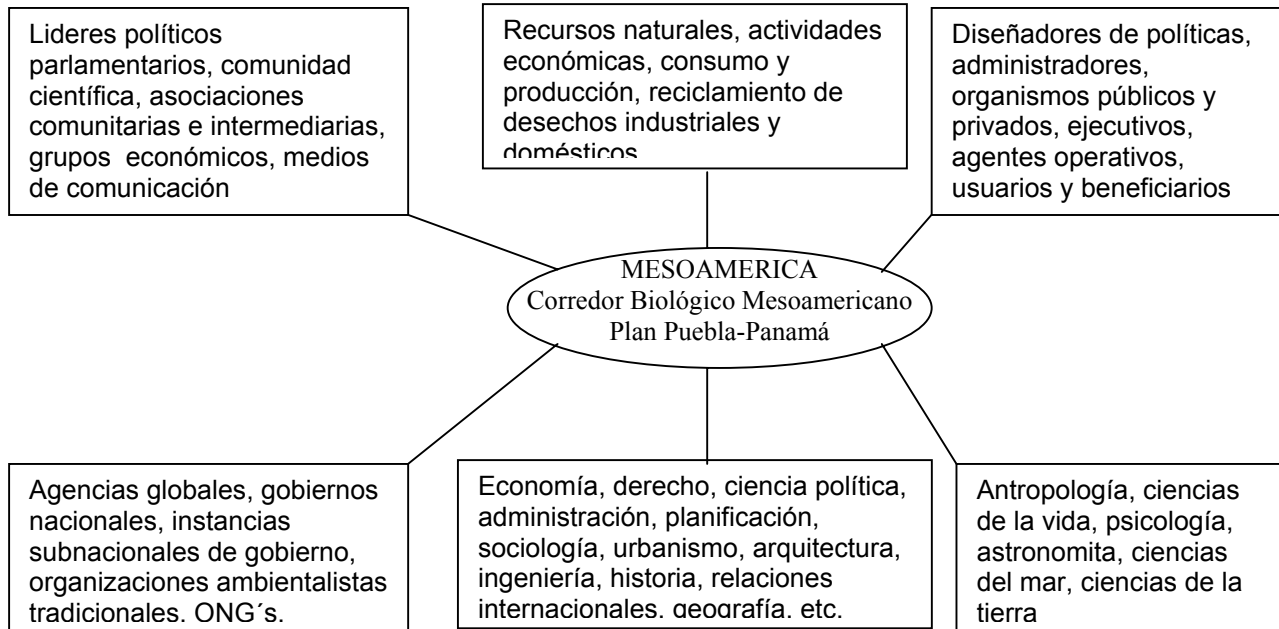 Lideres políticos
parlamentarios, comunidad
científica, asociaciones
comunitarias e intermediarias,
grupos económicos, medios
de comunicación
Recursos naturales, actividades
económicas, consumo y
producción, reciclamiento de
desechos industriales y
domésticos
Diseñadores de políticas,
administradores,
organismos públicos y
privados, ejecutivos,
agentes operativos,
usuarios y beneficiarios
MESOAMERICA
Corredor Biológico Mesoamericano
Plan Puebla-Panamá
Agencias globales, gobiernos
nacionales, instancias
subnacionales de gobierno,
organizaciones ambientalistas
tradicionales. ONG´s.
Economía, derecho, ciencia política,
administración, planificación,
sociología, urbanismo, arquitectura,
ingeniería, historia, relaciones
internacionales. geografía. etc.
Antropología, ciencias
de la vida, psicología,
astronomita, ciencias
del mar, ciencias de la
tierra